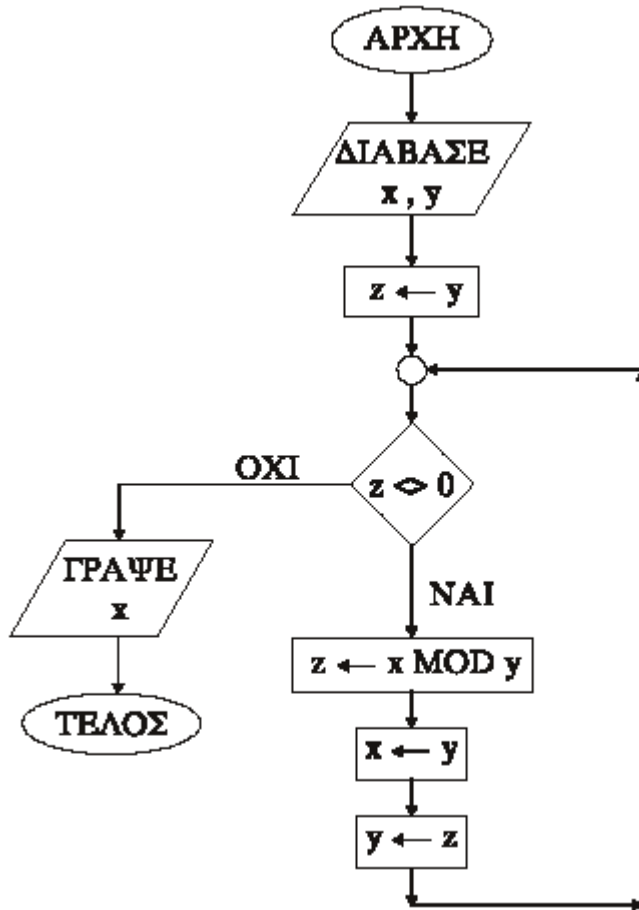 ΑΡΧΗ
ΔΙΑΒΑΣΕ
x , y
z ← y
z <> 0
ΟΧΙ
ΓΡΑΨΕ
x
ΤΕΛΟΣ
ΝΑΙ
z ← x MOD y
x ← y
y ← z